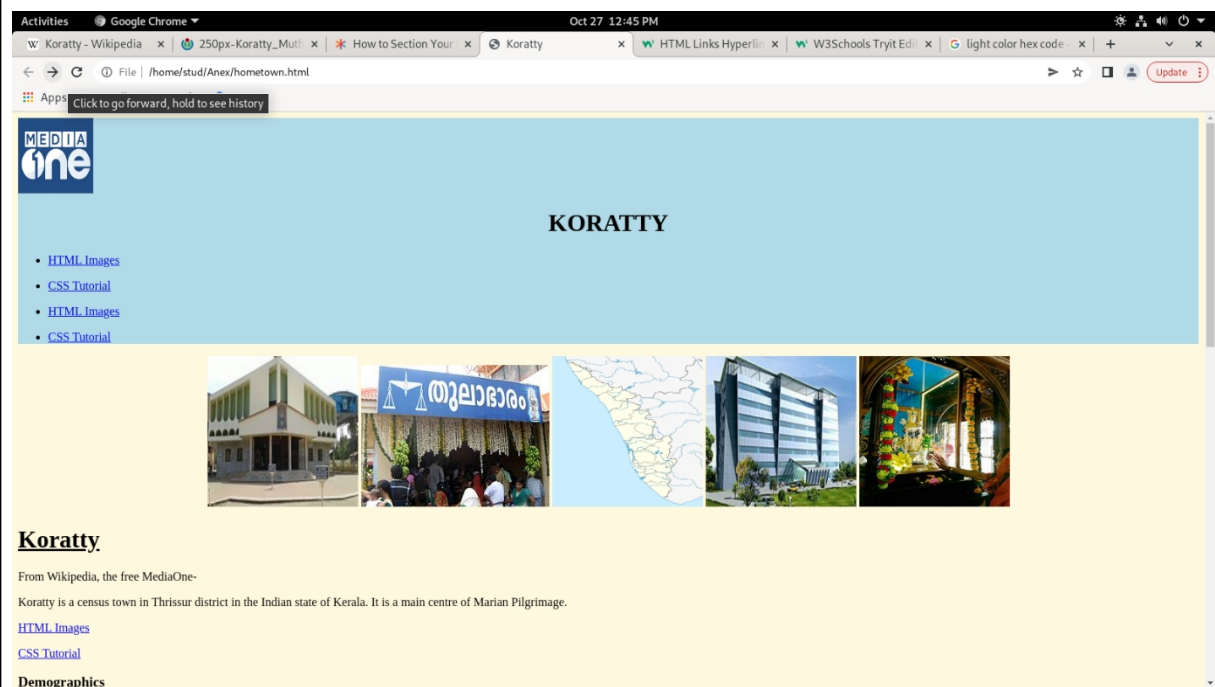 Activities Google Chrome Oct 27 12:45 PM
Koratty - Wikipedia 250px-Koratty_Muth How to Section Your Koratty HTML Links Hyperlin W3Schools Tryit Edit light color hex code -
File /home/stud/Anex/hometown.html Update
Apps
Click to go forward, hold to see history
MEDIA
one
KORATTY
HTML Images
CSS Tutorial
HTML Images
CSS Tutorial
തുലാഭാരം
Koratty
From Wikipedia, the free MediaOne-
Koratty is a census town in Thrissur district in the Indian state of Kerala. It is a main centre of Marian Pilgrimage.
HTML Images
CSS Tutorial
Demographics